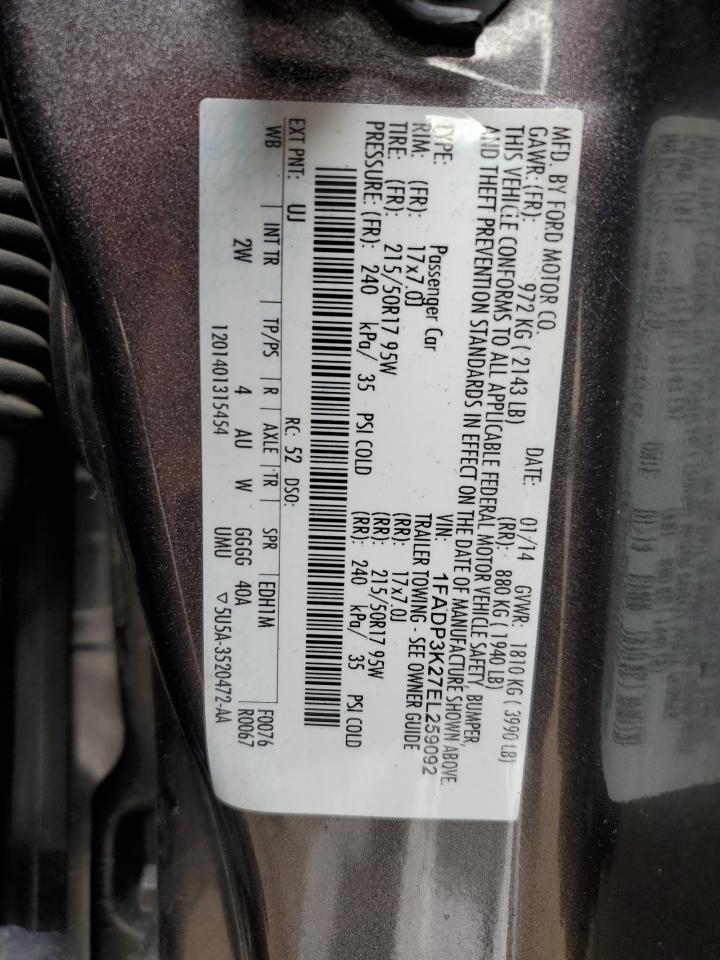 MFD. BY FORD MOTOR CO. DATE: 01/14 GVWR: 1810 KG ( 3990 LB)
GAWR: (FR): 972 KG ( 2143 LB) (RR): 880 KG ( 1940 LB)
THIS VEHICLE CONFORMS TO ALL APPLICABLE FEDERAL MOTOR VEHICLE SAFETY, BUMPER,
AND THEFT PREVENTION STANDARDS IN EFFECT ON THE DATE OF MANUFACTURE SHOWN ABOVE.
VIN: 1FADP3K27EL259092
TYPE: Passenger Car TRAILER TOWING - SEE OWNER GUIDE
RIM: (FR): 17x7.0J (RR): 17x7.0J
TIRE: (FR): 215/50R17 95W (RR): 215/50R17 95W
PRESSURE: (FR): 240 kPa/ 35 PSI COLD (RR): 240 kPa/ 35 PSI COLD
EXT PNT: UJ RC: 52 DSO:
WB INT TR TP/PS R AXLE TR SPR EDH1M F0076
2W 4 AU W GGGG 40A R0067
1201401315454 UMU ▽5U5A-3520472-AA